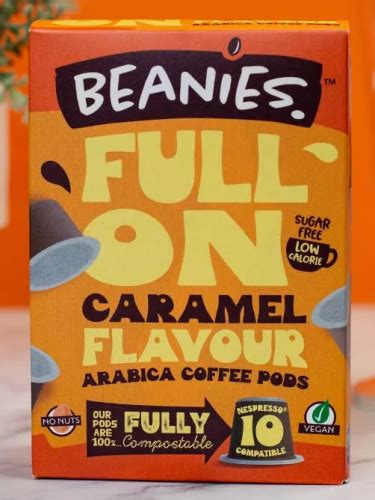 BEANIES.™
FULL
ON
SUGAR
FREE
LOW
CALORIE
CARAMEL
FLAVOUR
ARABICA COFFEE PODS
NO NUTS
OUR
PODS
ARE
100%...
FULLY
Compostable
NESPRESSO®
10
COMPATIBLE
VEGAN